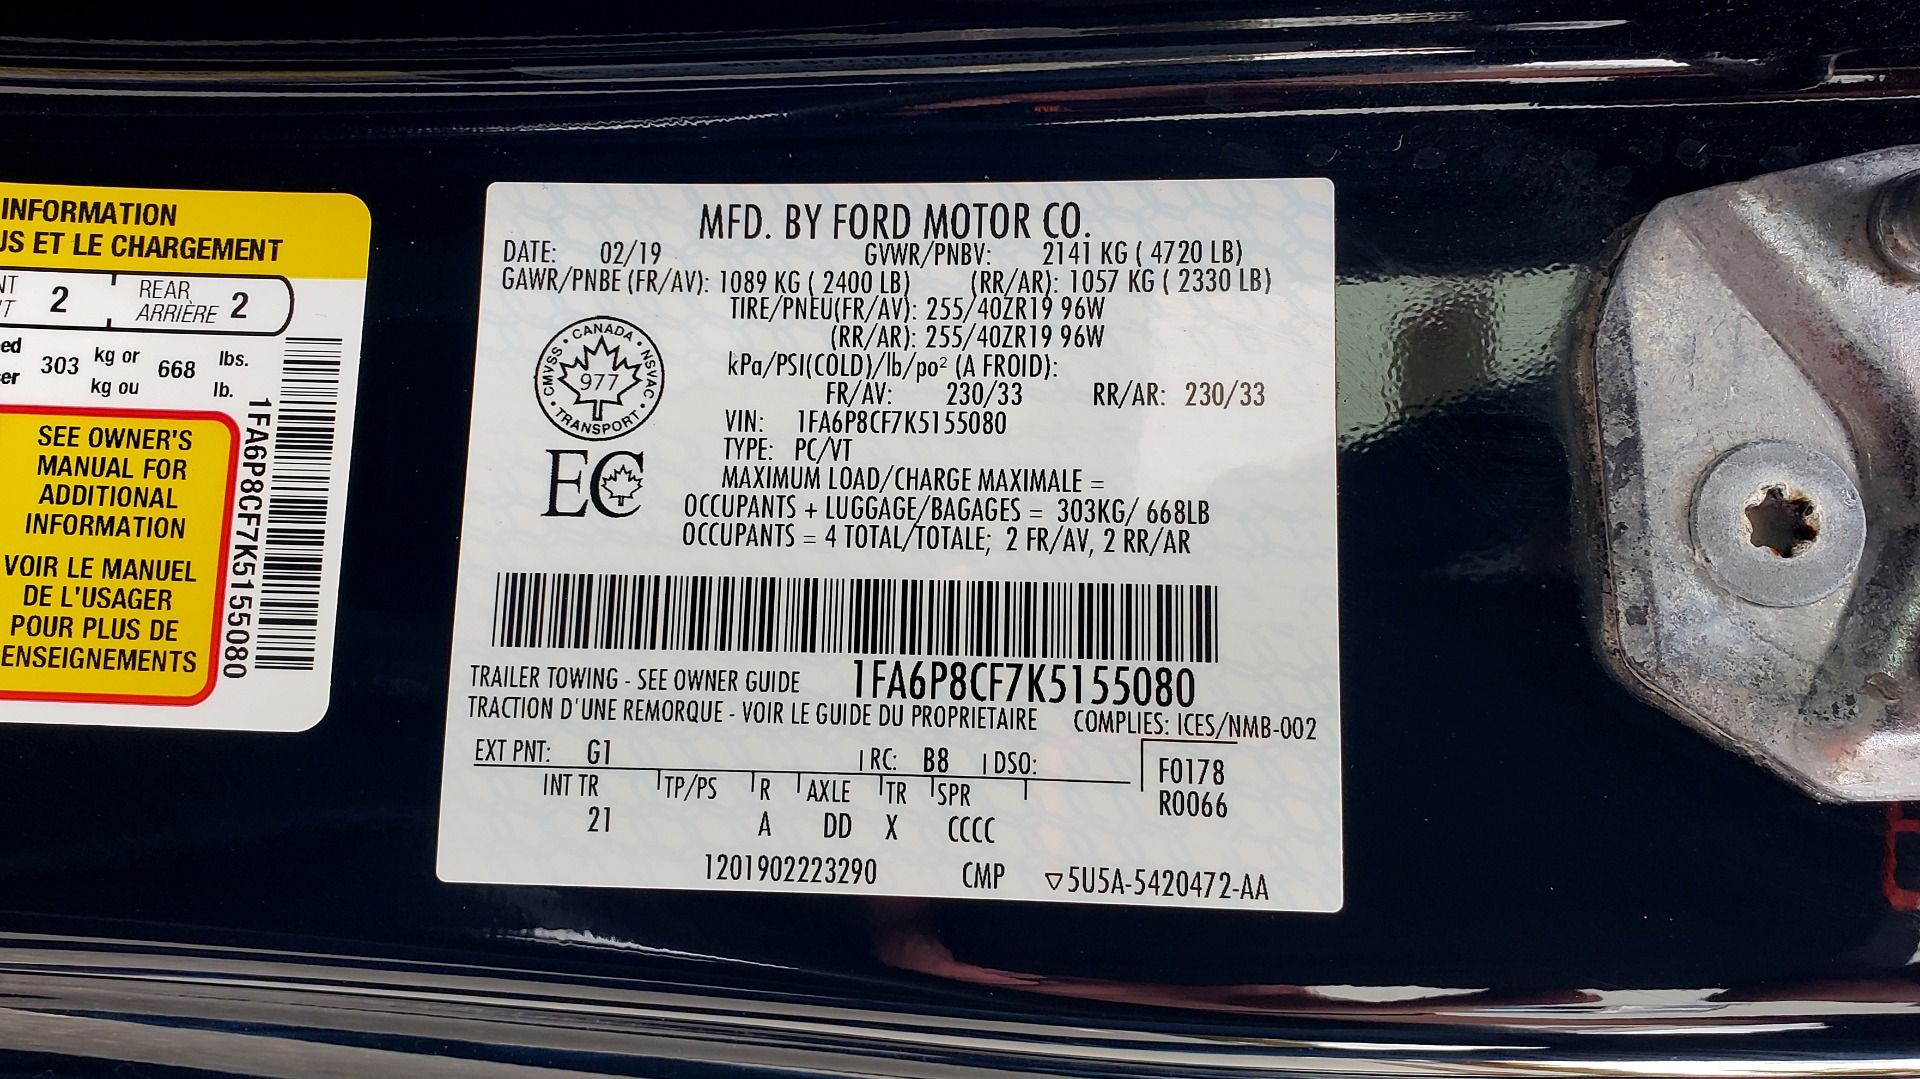 INFORMATION
US ET LE CHARGEMENT
2 REAR ARRIÈRE 2
303 kg or kg ou 668 lbs. lb.
SEE OWNER'S
MANUAL FOR
ADDITIONAL
INFORMATION
VOIR LE MANUEL
DE L'USAGER
POUR PLUS DE
ENSEIGNEMENTS
1FA6P8CF7K5155080
MFD. BY FORD MOTOR CO.
DATE: 02/19 GVWR/PNBV: 2141 KG ( 4720 LB)
GAWR/PNBE (FR/AV): 1089 KG ( 2400 LB) (RR/AR): 1057 KG ( 2330 LB)
TIRE/PNEU(FR/AV): 255/40ZR19 96W
(RR/AR): 255/40ZR19 96W
kPa/PSI(COLD)/lb/po² (A FROID):
FR/AV: 230/33 RR/AR: 230/33
VIN: 1FA6P8CF7K5155080
TYPE: PC/VT
MAXIMUM LOAD/CHARGE MAXIMALE =
OCCUPANTS + LUGGAGE/BAGAGES = 303KG/ 668LB
OCCUPANTS = 4 TOTAL/TOTALE; 2 FR/AV, 2 RR/AR
CMVSS • CANADA • NSVAC • TRANSPORT •
977
EC
TRAILER TOWING - SEE OWNER GUIDE 1FA6P8CF7K5155080
TRACTION D'UNE REMORQUE - VOIR LE GUIDE DU PROPRIETAIRE COMPLIES: ICES/NMB-002
EXT PNT: G1 RC: B8 DSO:
F0178
R0066
INT TR TP/PS R AXLE TR SPR
21 A DD X CCCC
1201902223290 CMP ▽5U5A-5420472-AA